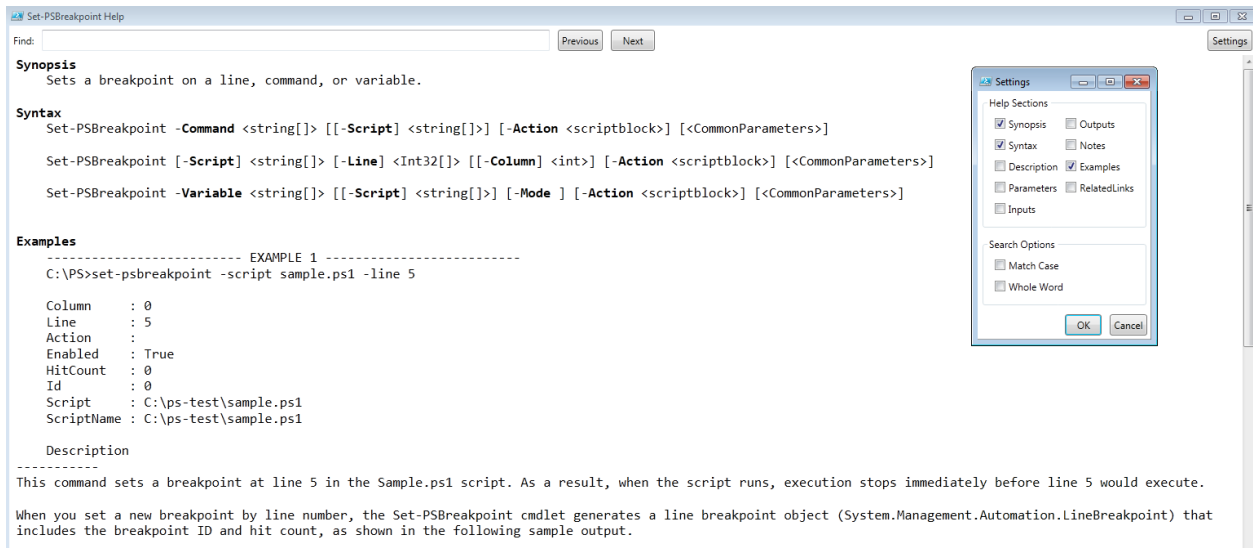 Set-PSBreakpoint Help
Find:
Previous
Next
Settings
Synopsis
Sets a breakpoint on a line, command, or variable.
Syntax
Set-PSBreakpoint -Command <string[]> [[-Script] <string[]>] [-Action <scriptblock>] [<CommonParameters>]
Set-PSBreakpoint [-Script] <string[]> [-Line] <Int32[]> [[-Column] <int>] [-Action <scriptblock>] [<CommonParameters>]
Set-PSBreakpoint -Variable <string[]> [[-Script] <string[]>] [-Mode ] [-Action <scriptblock>] [<CommonParameters>]
Examples
-------------------------- EXAMPLE 1 --------------------------
C:\PS>set-psbreakpoint -script sample.ps1 -line 5
Column : 0
Line : 5
Action :
Enabled : True
HitCount : 0
Id : 0
Script : C:\ps-test\sample.ps1
ScriptName : C:\ps-test\sample.ps1
Description
-----------
This command sets a breakpoint at line 5 in the Sample.ps1 script. As a result, when the script runs, execution stops immediately before line 5 would execute.
When you set a new breakpoint by line number, the Set-PSBreakpoint cmdlet generates a line breakpoint object (System.Management.Automation.LineBreakpoint) that
includes the breakpoint ID and hit count, as shown in the following sample output.
Settings
Help Sections
Synopsis
Outputs
Syntax
Notes
Description
Examples
Parameters
RelatedLinks
Inputs
Search Options
Match Case
Whole Word
OK
Cancel